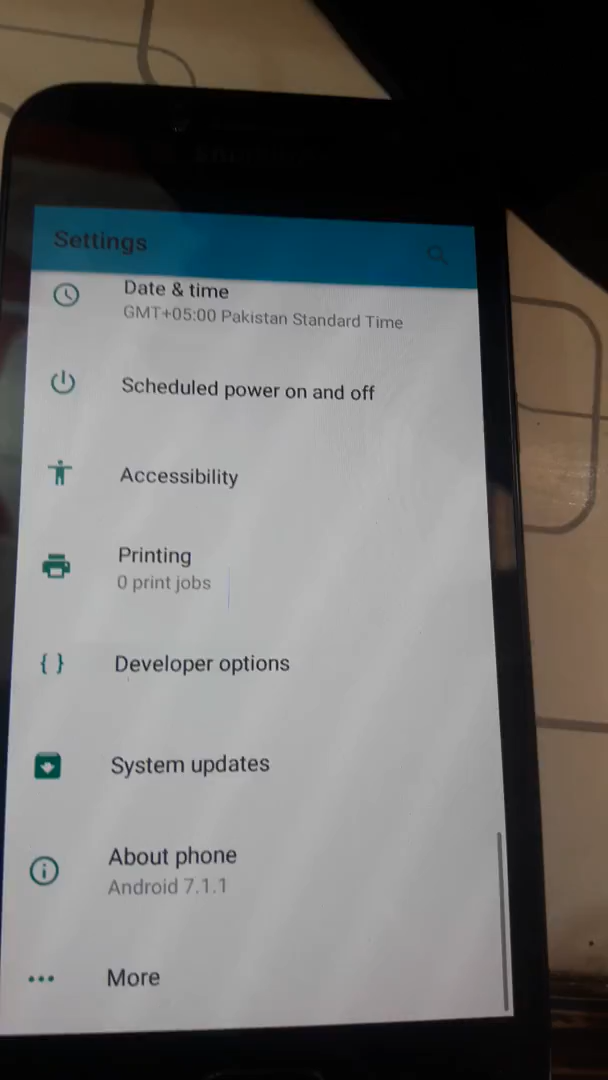 Settings
Date & time
GMT+05:00 Pakistan Standard Time
Scheduled power on and off
Accessibility
Printing
0 print jobs
Developer options
System updates
About phone
Android 7.1.1
More